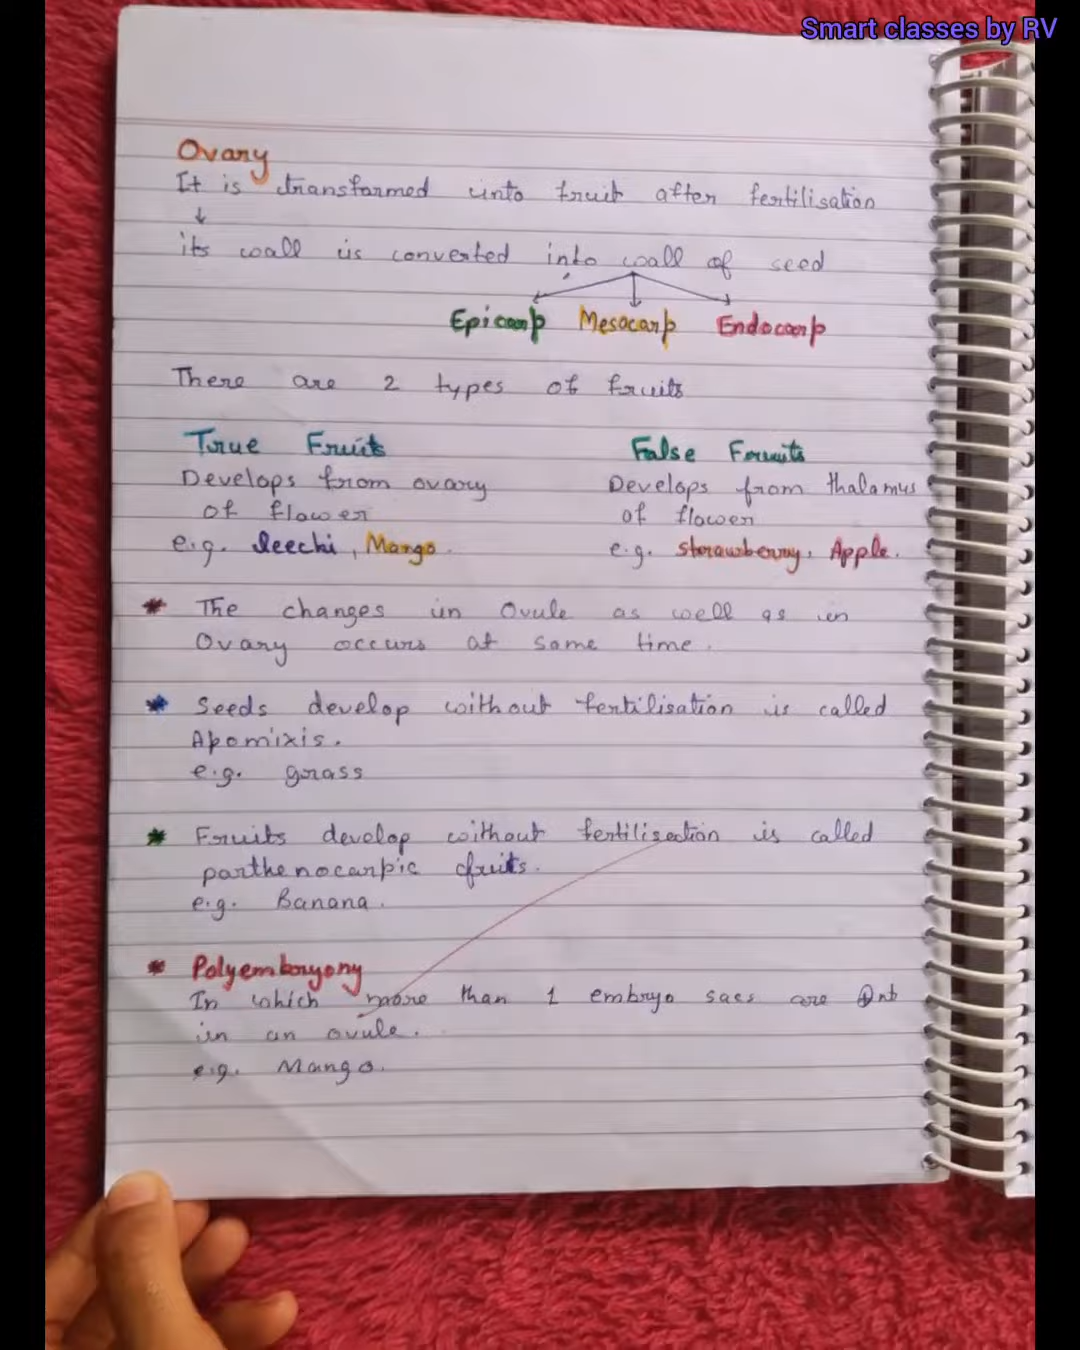 Smart classes by RV
Ovary
It is transformed into fruit after fertilisation
↓
its wall is converted into wall of seed
Epicarp Mesocarp Endocarp
There are 2 types of fruits
True Fruits False Fruits
Develops from ovary Develops from thalamus
of flower of flower
e.g. leechi, Mango. e.g. strawberry, Apple.
* The changes in Ovule as well as in
Ovary occurs at same time.
* Seeds develop without fertilisation is called
Apomixis.
e.g. grass
* Fruits develop without fertilisation is called
parthenocarpic fruits.
e.g. Banana.
* Polyembryony
In which more than 1 embryo sacs are
in an ovule.
e.g. Mango.